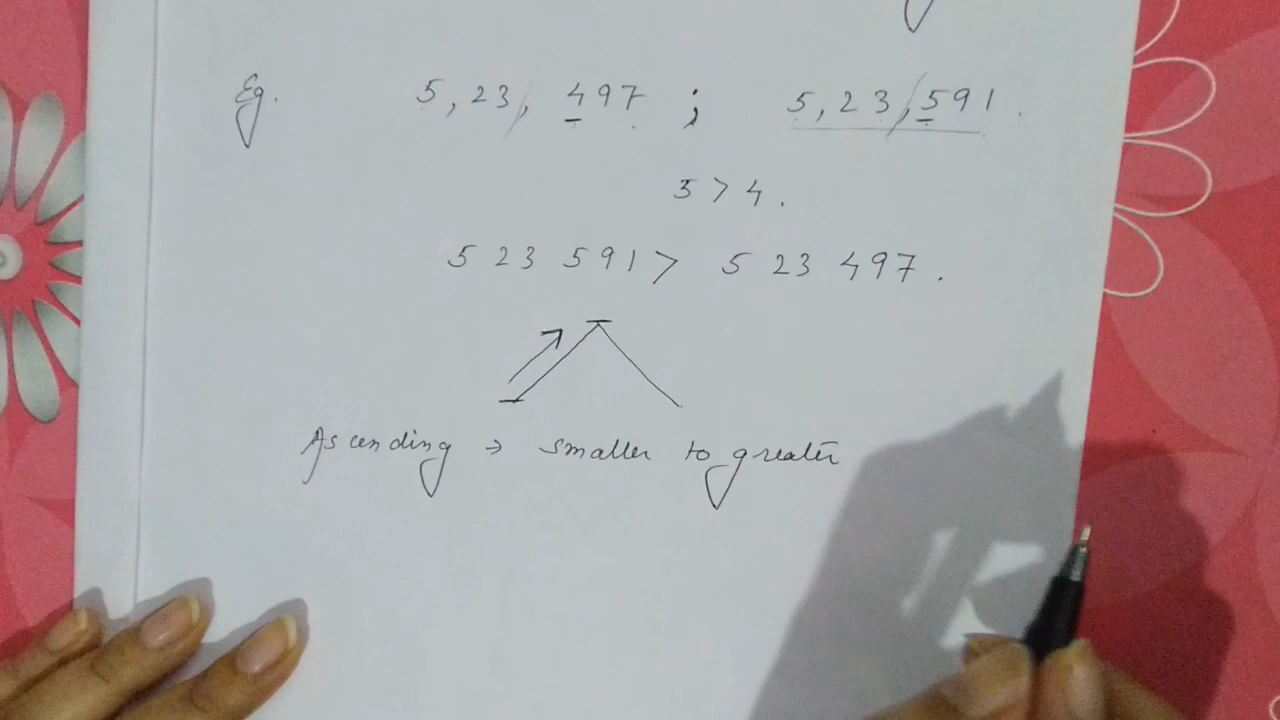 Eg. 5,23,497 ; 5,23,591.
5 > 4.
5 23 591 > 5 23 497.
Ascending → smaller to greater